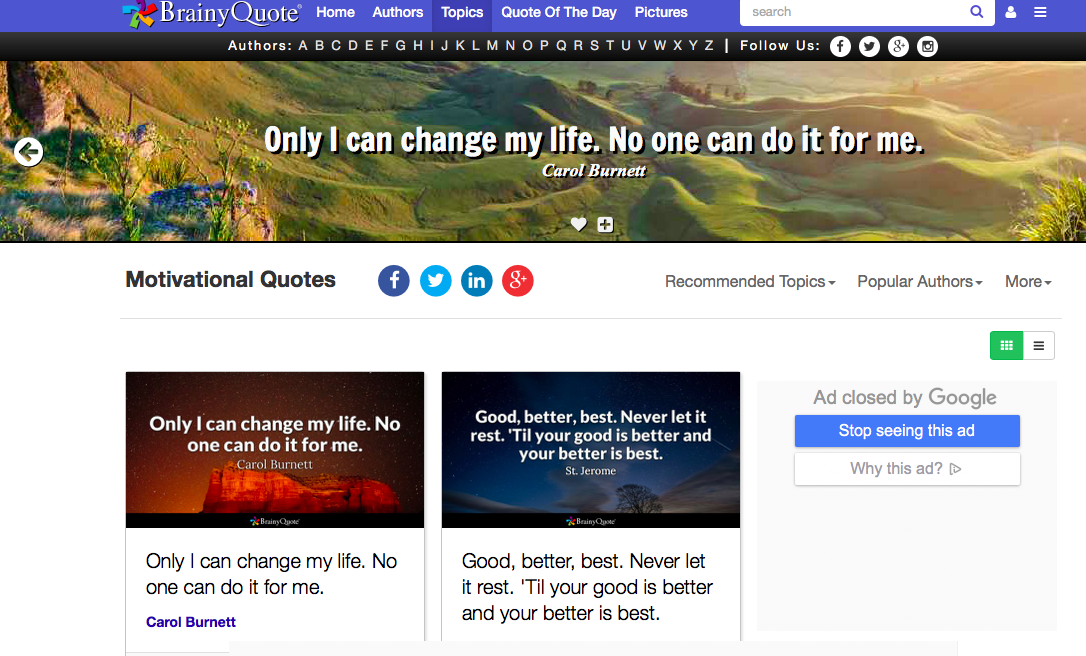 BrainyQuote® Home Authors Topics Quote Of The Day Pictures search
Authors: A B C D E F G H I J K L M N O P Q R S T U V W X Y Z | Follow Us:
Only I can change my life. No one can do it for me.
Carol Burnett
Motivational Quotes
Recommended Topics Popular Authors More
Only I can change my life. No
one can do it for me.
Carol Burnett
BrainyQuote®
Good, better, best. Never let it
rest. 'Til your good is better and
your better is best.
St. Jerome
BrainyQuote®
Ad closed by Google
Stop seeing this ad
Why this ad?
Only I can change my life. No
one can do it for me.
Carol Burnett
Good, better, best. Never let
it rest. 'Til your good is better
and your better is best.